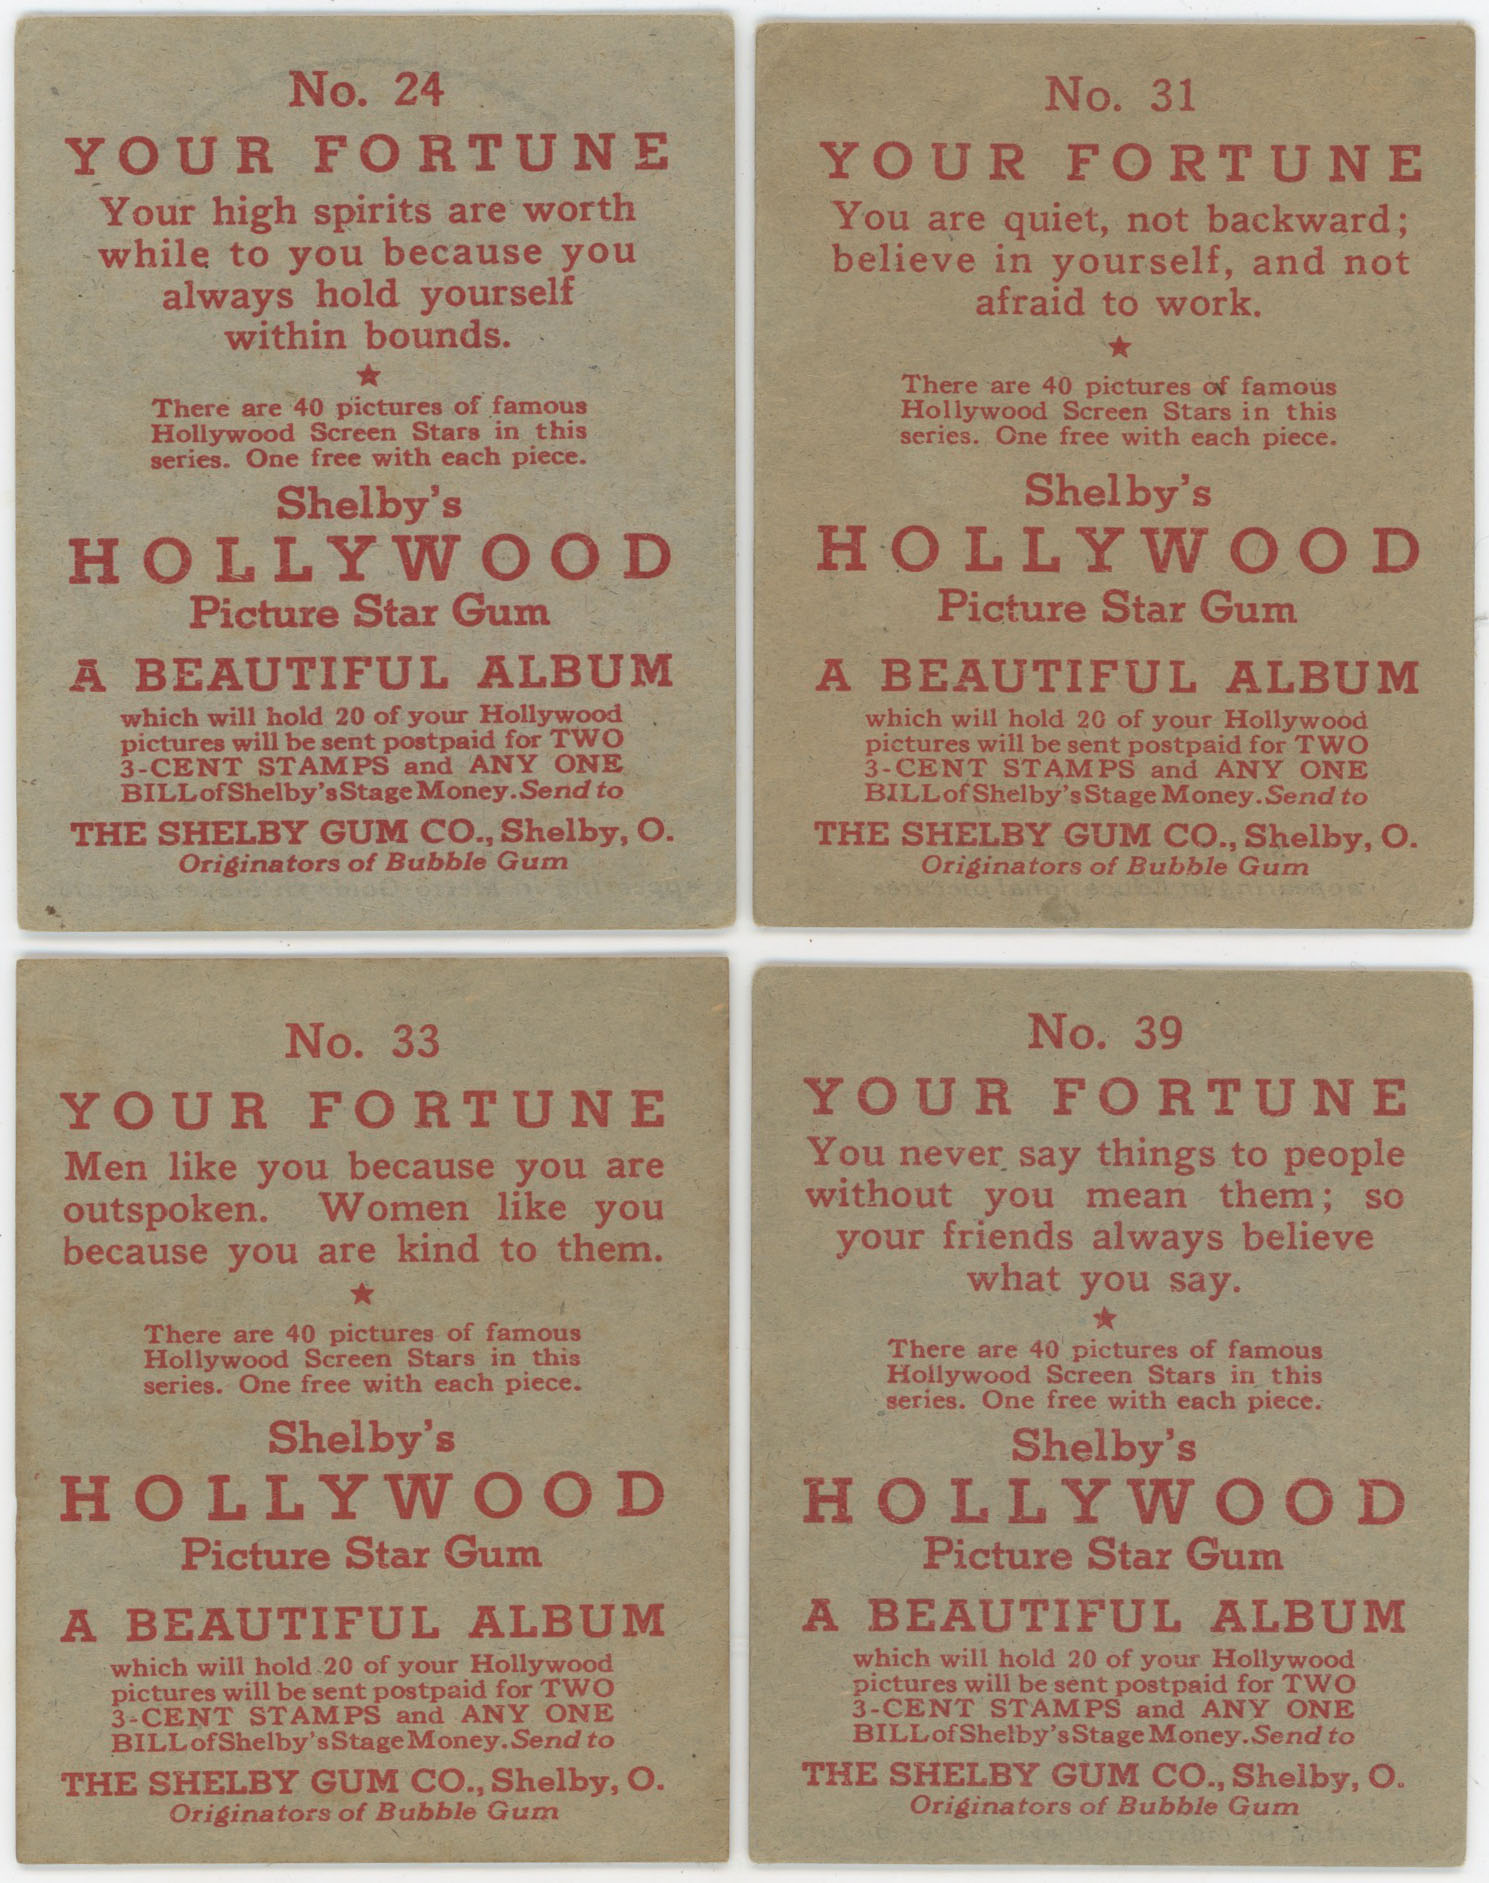 No. 24
YOUR FORTUNE
Your high spirits are worth
while to you because you
always hold yourself
within bounds.
There are 40 pictures of famous
Hollywood Screen Stars in this
series. One free with each piece.
Shelby's
HOLLYWOOD
Picture Star Gum
A BEAUTIFUL ALBUM
which will hold 20 of your Hollywood
pictures will be sent postpaid for TWO
3-CENT STAMPS and ANY ONE
BILL of Shelby's Stage Money. Send to
THE SHELBY GUM CO., Shelby, O.
Originators of Bubble Gum
No. 31
YOUR FORTUNE
You are quiet, not backward;
believe in yourself, and not
afraid to work.
There are 40 pictures of famous
Hollywood Screen Stars in this
series. One free with each piece.
Shelby's
HOLLYWOOD
Picture Star Gum
A BEAUTIFUL ALBUM
which will hold 20 of your Hollywood
pictures will be sent postpaid for TWO
3-CENT STAMPS and ANY ONE
BILL of Shelby's Stage Money. Send to
THE SHELBY GUM CO., Shelby, O.
Originators of Bubble Gum
No. 33
YOUR FORTUNE
Men like you because you are
outspoken. Women like you
because you are kind to them.
There are 40 pictures of famous
Hollywood Screen Stars in this
series. One free with each piece.
Shelby's
HOLLYWOOD
Picture Star Gum
A BEAUTIFUL ALBUM
which will hold 20 of your Hollywood
pictures will be sent postpaid for TWO
3-CENT STAMPS and ANY ONE
BILL of Shelby's Stage Money. Send to
THE SHELBY GUM CO., Shelby, O.
Originators of Bubble Gum
No. 39
YOUR FORTUNE
You never say things to people
without you mean them; so
your friends always believe
what you say.
There are 40 pictures of famous
Hollywood Screen Stars in this
series. One free with each piece.
Shelby's
HOLLYWOOD
Picture Star Gum
A BEAUTIFUL ALBUM
which will hold 20 of your Hollywood
pictures will be sent postpaid for TWO
3-CENT STAMPS and ANY ONE
BILL of Shelby's Stage Money. Send to
THE SHELBY GUM CO., Shelby, O.
Originators of Bubble Gum